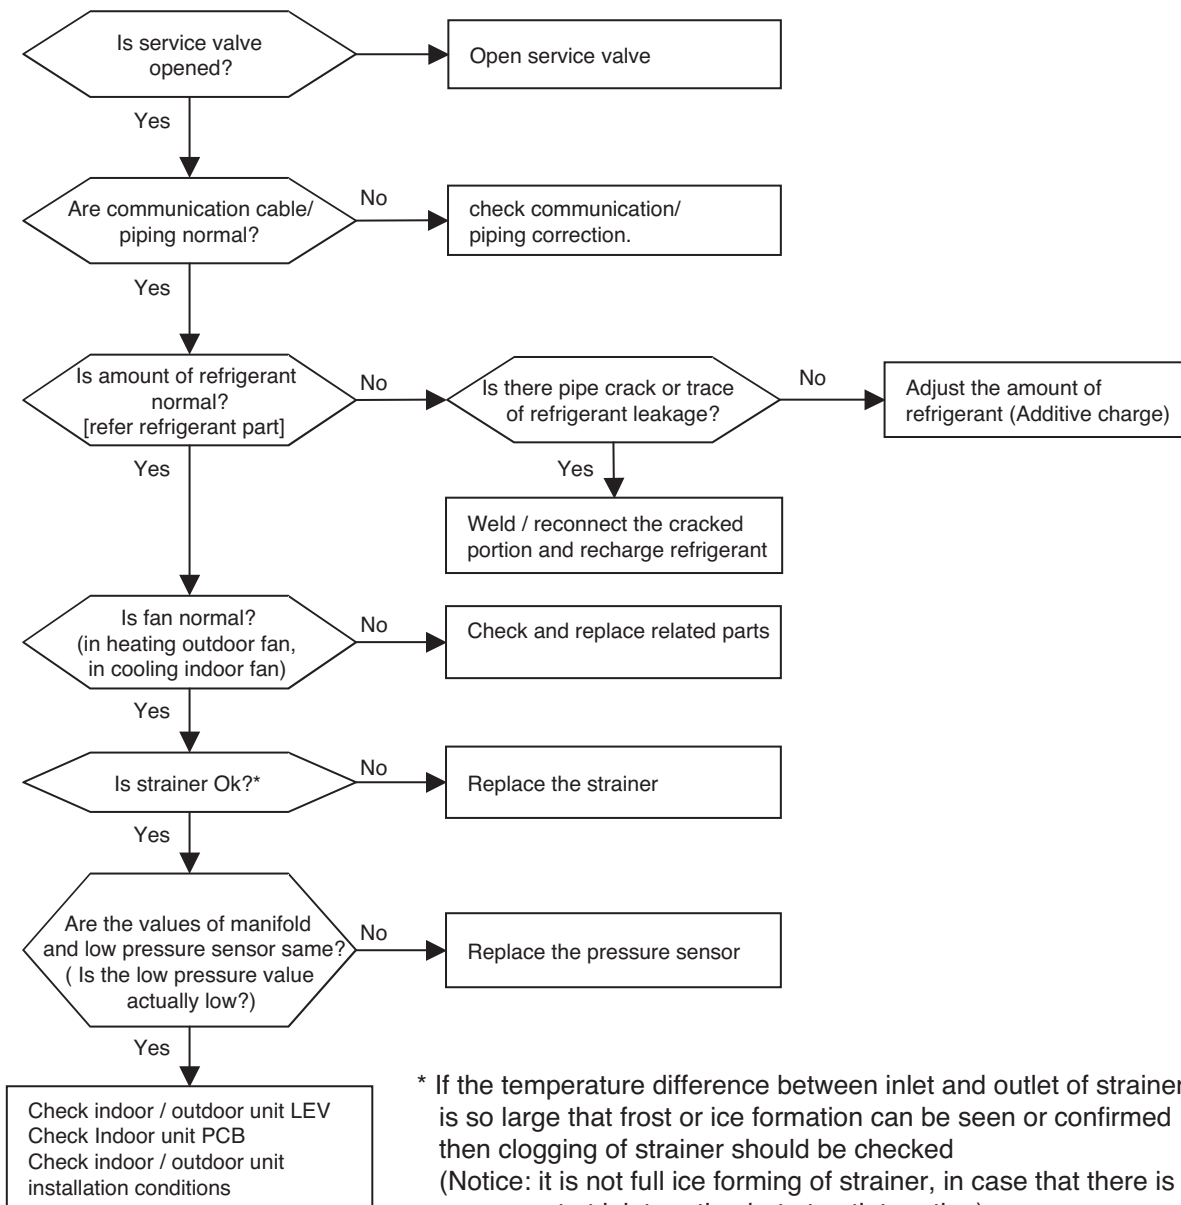 Is service valve
opened?
Open service valve
Yes
Are communication cable/
piping normal?
No
check communication/
piping correction.
Yes
Is amount of refrigerant
normal?
[refer refrigerant part]
No
Is there pipe crack or trace
of refrigerant leakage?
No
Adjust the amount of
refrigerant (Additive charge)
Yes
Yes
Weld / reconnect the cracked
portion and recharge refrigerant
Is fan normal?
(in heating outdoor fan,
in cooling indoor fan)
No
Check and replace related parts
Yes
Is strainer Ok?*
No
Replace the strainer
Yes
Are the values of manifold
and low pressure sensor same?
( Is the low pressure value
actually low?)
No
Replace the pressure sensor
Yes
Check indoor / outdoor unit LEV
Check Indoor unit PCB
Check indoor / outdoor unit
installation conditions
* If the temperature difference between inlet and outlet of strainer
is so large that frost or ice formation can be seen or confirmed
then clogging of strainer should be checked
(Notice: it is not full ice forming of strainer, in case that there is